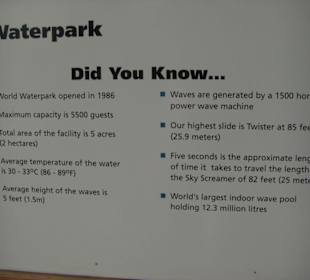 Waterpark
Did You Know...
World Waterpark opened in 1986
Maximum capacity is 5500 guests
Total area of the facility is 5 acres
(2 hectares)
Average temperature of the water
is 30 - 33ºC (86 - 89ºF)
Average height of the waves is
5 feet (1.5m)
Waves are generated by a 1500 hor
power wave machine
Our highest slide is Twister at 85 fee
(25.9 meters)
Five seconds is the approximate leng
of time it takes to travel the length
the Sky Screamer of 82 feet (25 mete
World's largest indoor wave pool
holding 12.3 million litres